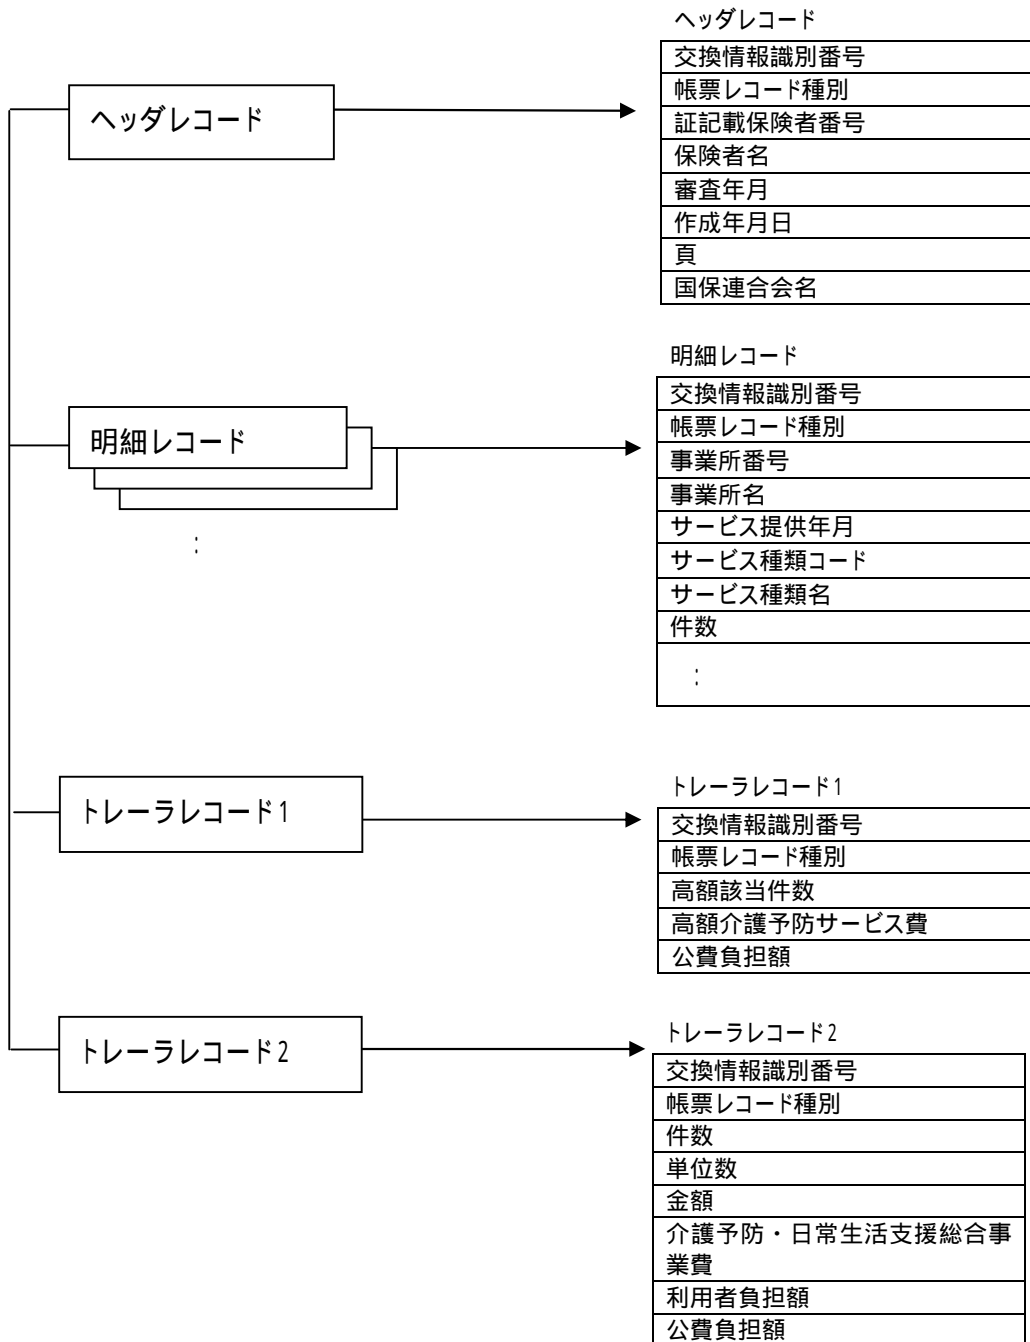 ヘッダレコード
ヘッダレコード
交換情報識別番号
帳票レコード種別
証記載保険者番号
保険者名
審査年月
作成年月日
頁
国保連合会名
明細レコード
:
明細レコード
交換情報識別番号
帳票レコード種別
事業所番号
事業所名
サービス提供年月
サービス種類コード
サービス種類名
件数
:
トレーラレコード1
トレーラレコード1
交換情報識別番号
帳票レコード種別
高額該当件数
高額介護予防サービス費
公費負担額
トレーラレコード2
トレーラレコード2
交換情報識別番号
帳票レコード種別
件数
単位数
金額
介護予防・日常生活支援総合事
業費
利用者負担額
公費負担額